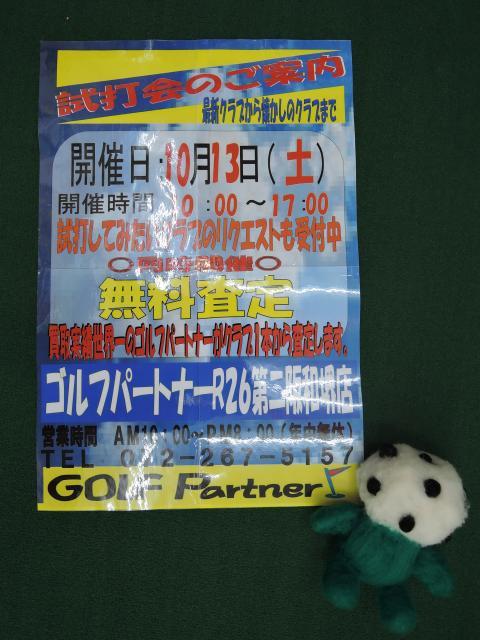 試打会のご案内
最新クラブから懐かしのクラブまで
開催日:10月13日(土)
開催時間 10:00～17:00
試打してみたいクラブのリクエストも受付中
無料査定
買取実績世界一のゴルフパートナーがクラブ1本から査定します。
ゴルフパートナーR26第二阪和堺店
営業時間 AM10:00～PM8:00(年中無休)
TEL 072-267-5157
GOLF Partner